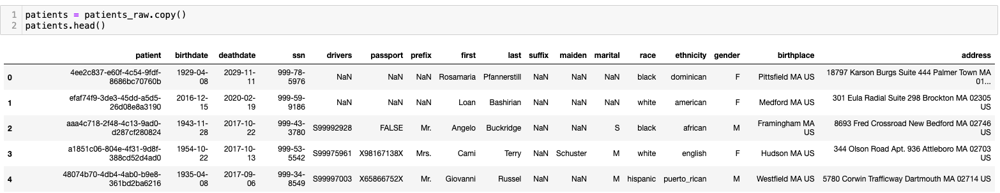 1 patients = patients_raw.copy()
2 patients.head()
patient birthdate deathdate ssn drivers passport prefix first last suffix maiden marital race ethnicity gender birthplace address
0 4ee2c837-e60f-4c54-9fdf-8686bc70760b 1929-04-08 2029-11-11 999-78-5976 NaN NaN NaN Rosamaria Pfannerstill NaN NaN NaN black dominican F Pittsfield MA US 18797 Karson Burgs Suite 444 Palmer Town MA 01...
1 efaf74f9-3de3-45dd-a5d5-26d08e8a3190 2016-12-15 2020-02-19 999-59-9186 NaN NaN NaN Loan Bashirian NaN NaN NaN white american F Medford MA US 301 Eula Radial Suite 298 Brockton MA 02305 US
2 aaa4c718-2f48-4c13-9ad0-d287cf280824 1943-11-28 2017-10-22 999-43-3780 S99992928 FALSE Mr. Angelo Buckridge NaN NaN S black african M Framingham MA US 8693 Fred Crossroad New Bedford MA 02746 US
3 a1851c06-804e-4f31-9d8f-388cd52d4ad0 1954-10-22 2017-10-13 999-53-5542 S99975961 X98167138X Mrs. Cami Terry NaN Schuster M white english F Hudson MA US 344 Olson Road Apt. 936 Attleboro MA 02703 US
4 48074b70-4db4-4ab0-b9e8-361bd2ba6216 1935-04-08 2017-09-06 999-34-8549 S99997003 X65866752X Mr. Giovanni Russel NaN NaN M hispanic puerto_rican M Westfield MA US 5780 Corwin Trafficway Dartmouth MA 02714 US